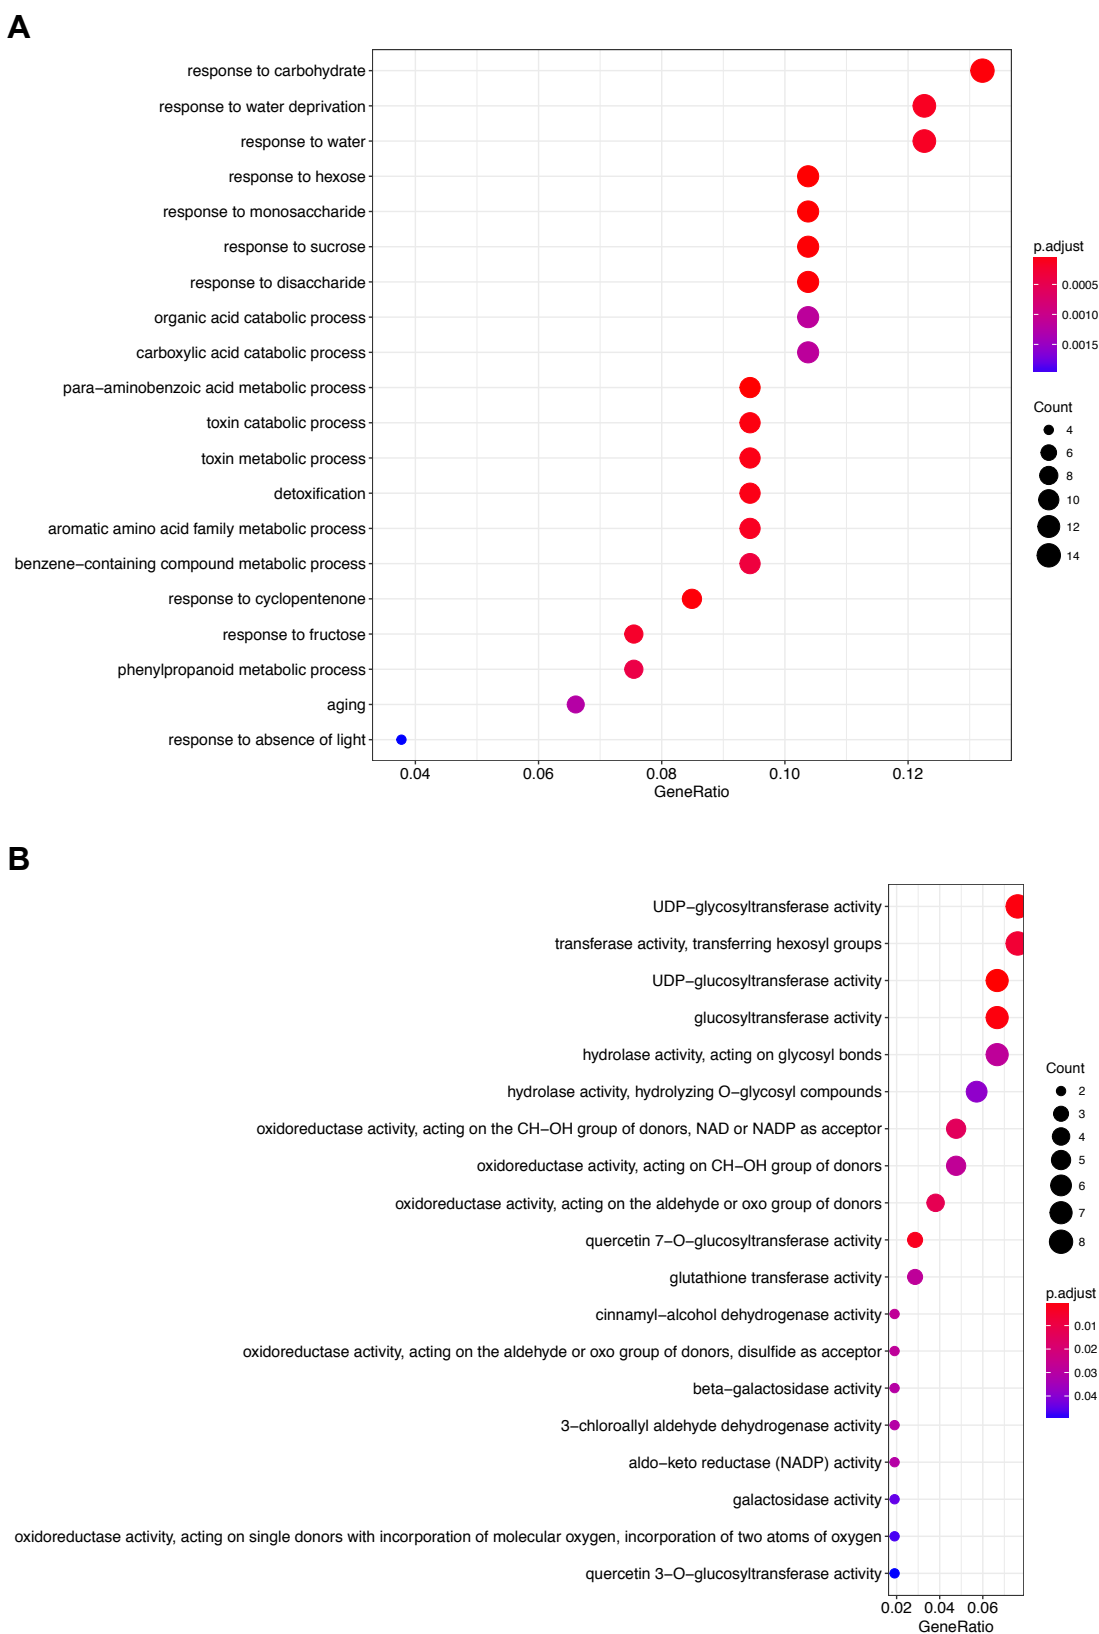 A
response to carbohydrate
response to water deprivation
response to water
response to hexose
response to monosaccharide
response to sucrose
response to disaccharide
organic acid catabolic process
carboxylic acid catabolic process
para−aminobenzoic acid metabolic process
toxin catabolic process
toxin metabolic process
detoxification
aromatic amino acid family metabolic process
benzene−containing compound metabolic process
response to cyclopentenone
response to fructose
phenylpropanoid metabolic process
aging
response to absence of light
0.04 0.06 0.08 0.10 0.12
GeneRatio
p.adjust
0.0005
0.0010
0.0015
Count
4
6
8
10
12
14
B
UDP−glycosyltransferase activity
transferase activity, transferring hexosyl groups
UDP−glucosyltransferase activity
glucosyltransferase activity
hydrolase activity, acting on glycosyl bonds
hydrolase activity, hydrolyzing O−glycosyl compounds
oxidoreductase activity, acting on the CH−OH group of donors, NAD or NADP as acceptor
oxidoreductase activity, acting on CH−OH group of donors
oxidoreductase activity, acting on the aldehyde or oxo group of donors
quercetin 7−O−glucosyltransferase activity
glutathione transferase activity
cinnamyl−alcohol dehydrogenase activity
oxidoreductase activity, acting on the aldehyde or oxo group of donors, disulfide as acceptor
beta−galactosidase activity
3−chloroallyl aldehyde dehydrogenase activity
aldo−keto reductase (NADP) activity
galactosidase activity
oxidoreductase activity, acting on single donors with incorporation of molecular oxygen, incorporation of two atoms of oxygen
quercetin 3−O−glucosyltransferase activity
0.02 0.04 0.06
GeneRatio
Count
2
3
4
5
6
7
8
p.adjust
0.01
0.02
0.03
0.04